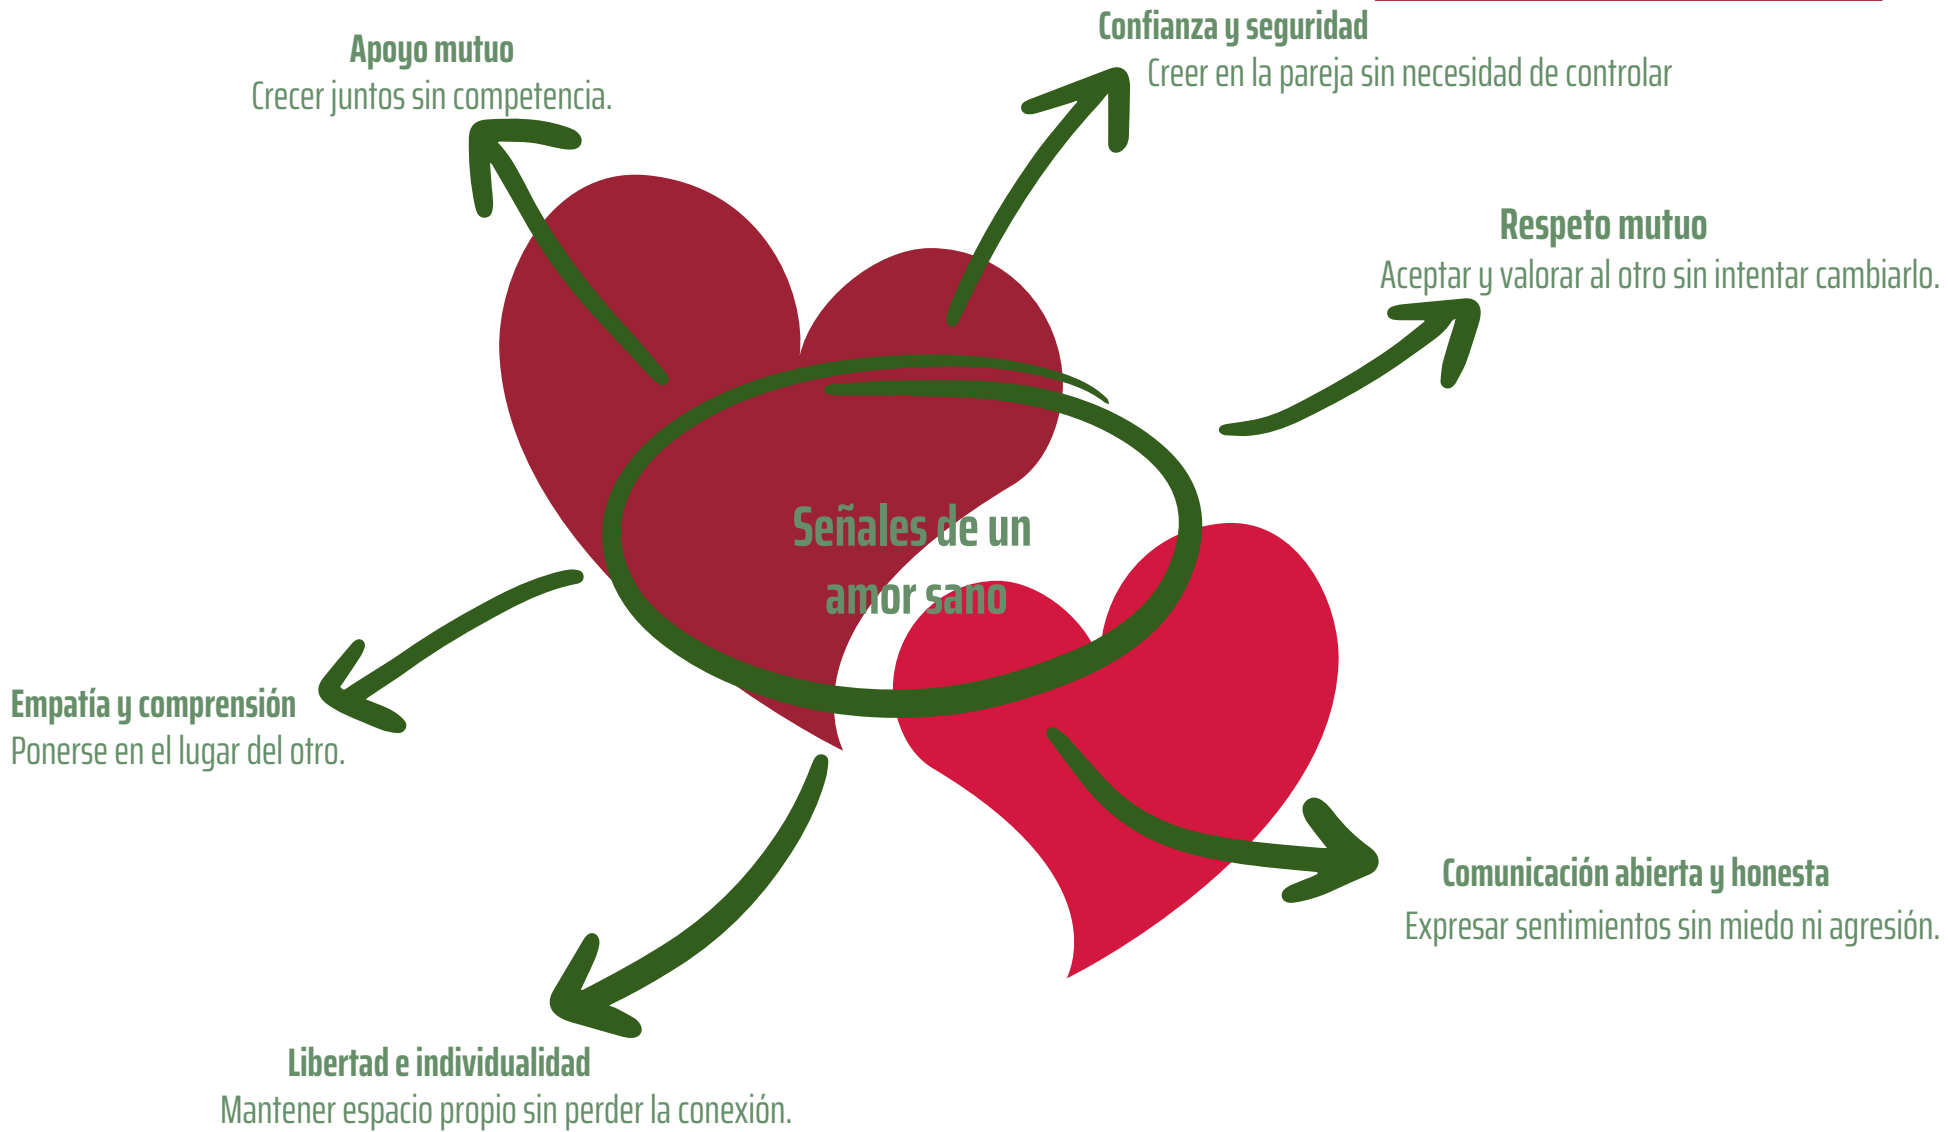 Apoyo mutuo
Crecer juntos sin competencia.
Confianza y seguridad
Creer en la pareja sin necesidad de controlar
Respeto mutuo
Aceptar y valorar al otro sin intentar cambiarlo.
Señales de un
amor sano
Empatía y comprensión
Ponerse en el lugar del otro.
Comunicación abierta y honesta
Expresar sentimientos sin miedo ni agresión.
Libertad e individualidad
Mantener espacio propio sin perder la conexión.